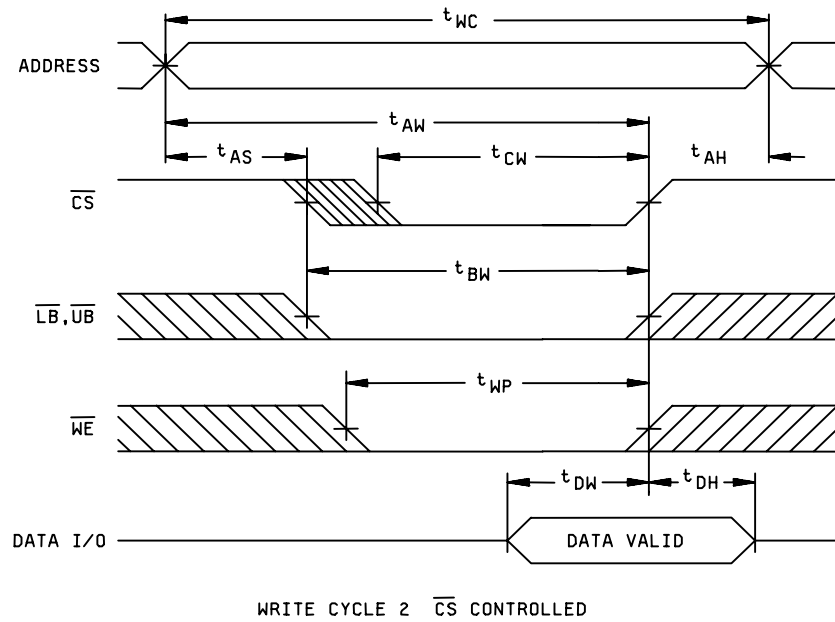 tWC
ADDRESS
tAW
tAS tCW tAH
CS
tBW
LB,UB
tWP
WE
tDW tDH
DATA I/O DATA VALID
WRITE CYCLE 2 CS CONTROLLED